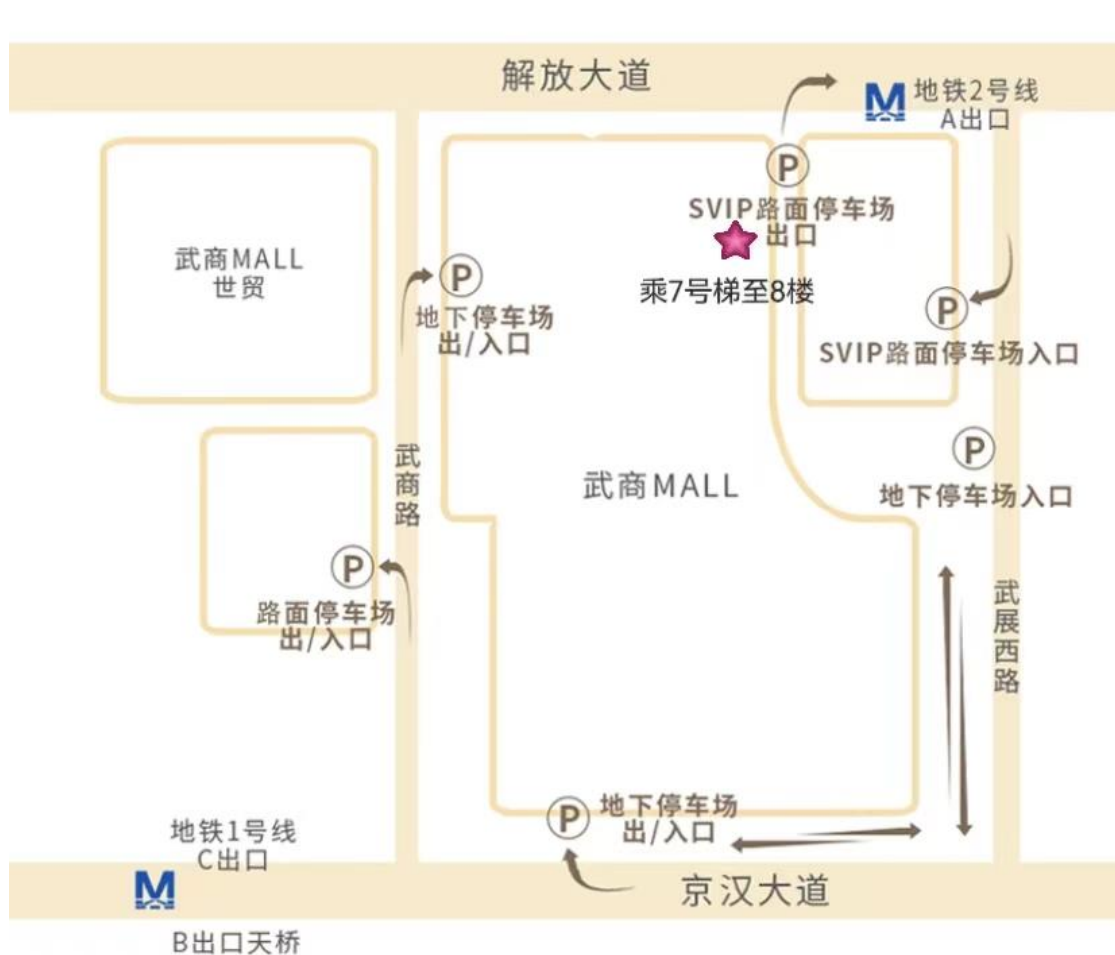 解放大道
地铁2号线
A出口
P
SVIP路面停车场
出口
武商MALL
世贸
P
地下停车场
出/入口
乘7号梯至8楼
P
SVIP路面停车场入口
武商路
武商MALL
P
地下停车场入口
P
路面停车场
出/入口
武展西路
P
地下停车场
出/入口
地铁1号线
C出口
京汉大道
B出口天桥